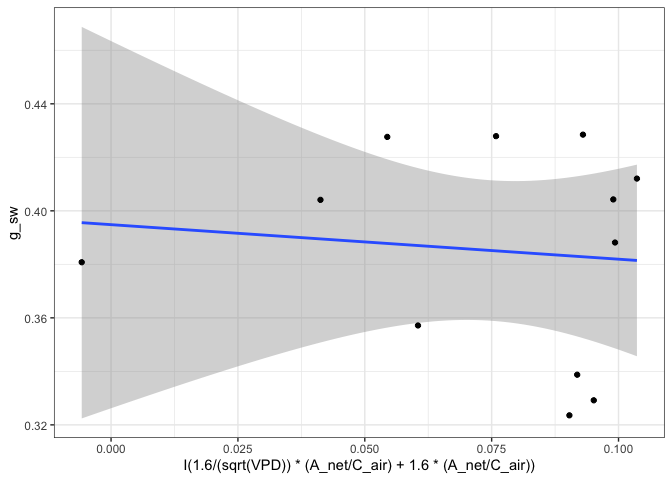 0.44
0.40
0.36
0.32
g_sw
0.000 0.025 0.050 0.075 0.100
I(1.6/(sqrt(VPD)) * (A_net/C_air) + 1.6 * (A_net/C_air))